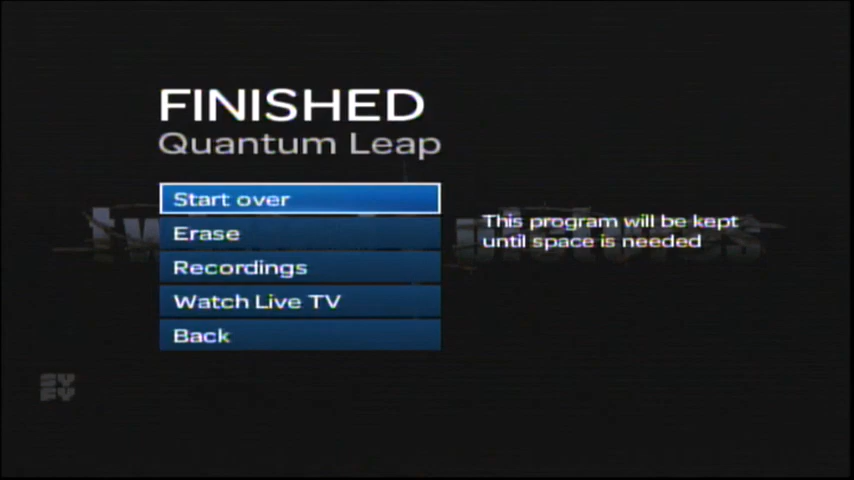 FINISHED
Quantum Leap
Start over
Erase
This program will be kept
until space is needed
Recordings
Watch Live TV
Back
SYFY